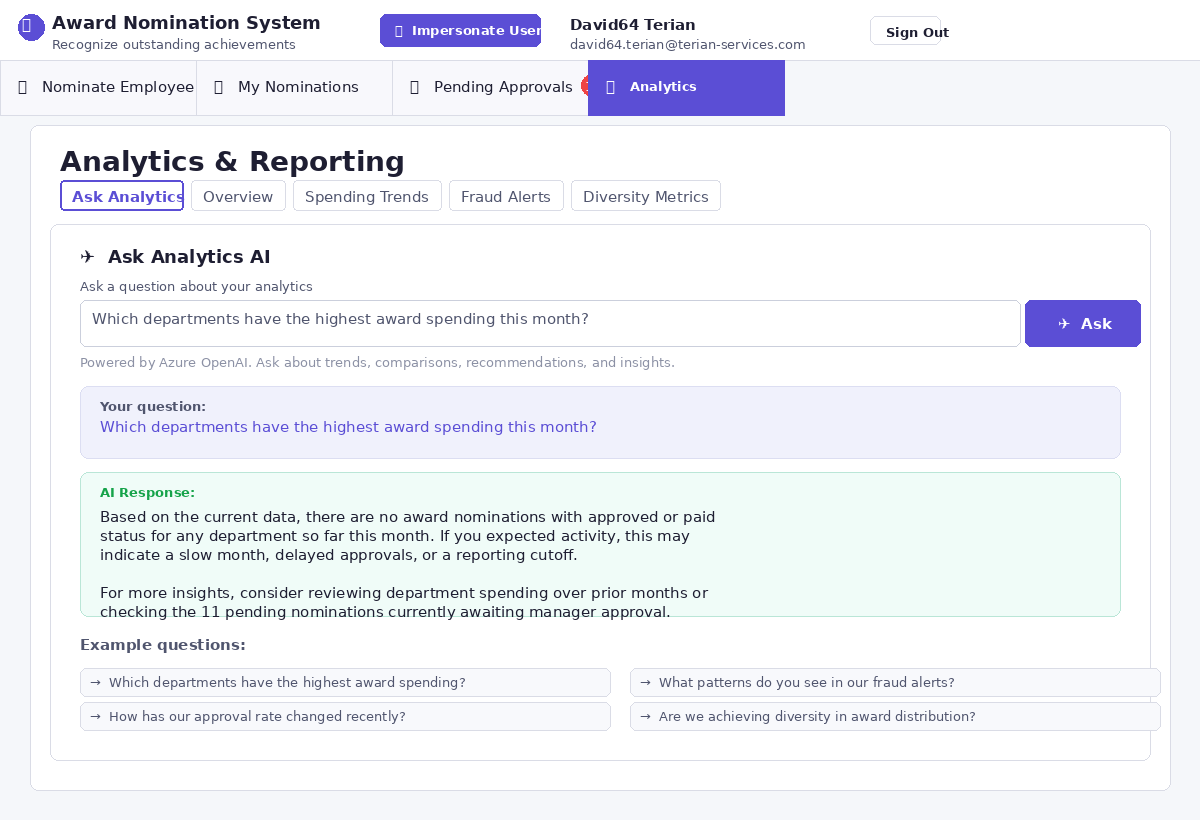 Award Nomination System
Recognize outstanding achievements
Impersonate User
David64 Terian
david64.terian@terian-services.com
Sign Out
Nominate Employee
My Nominations
Pending Approvals
Analytics
Analytics & Reporting
Ask Analytics
Overview
Spending Trends
Fraud Alerts
Diversity Metrics
✈ Ask Analytics AI
Ask a question about your analytics
Which departments have the highest award spending this month?
✈ Ask
Powered by Azure OpenAI. Ask about trends, comparisons, recommendations, and insights.
Your question:
Which departments have the highest award spending this month?
AI Response:
Based on the current data, there are no award nominations with approved or paid
status for any department so far this month. If you expected activity, this may
indicate a slow month, delayed approvals, or a reporting cutoff.
For more insights, consider reviewing department spending over prior months or
checking the 11 pending nominations currently awaiting manager approval.
Example questions:
→ Which departments have the highest award spending?
→ What patterns do you see in our fraud alerts?
→ How has our approval rate changed recently?
→ Are we achieving diversity in award distribution?